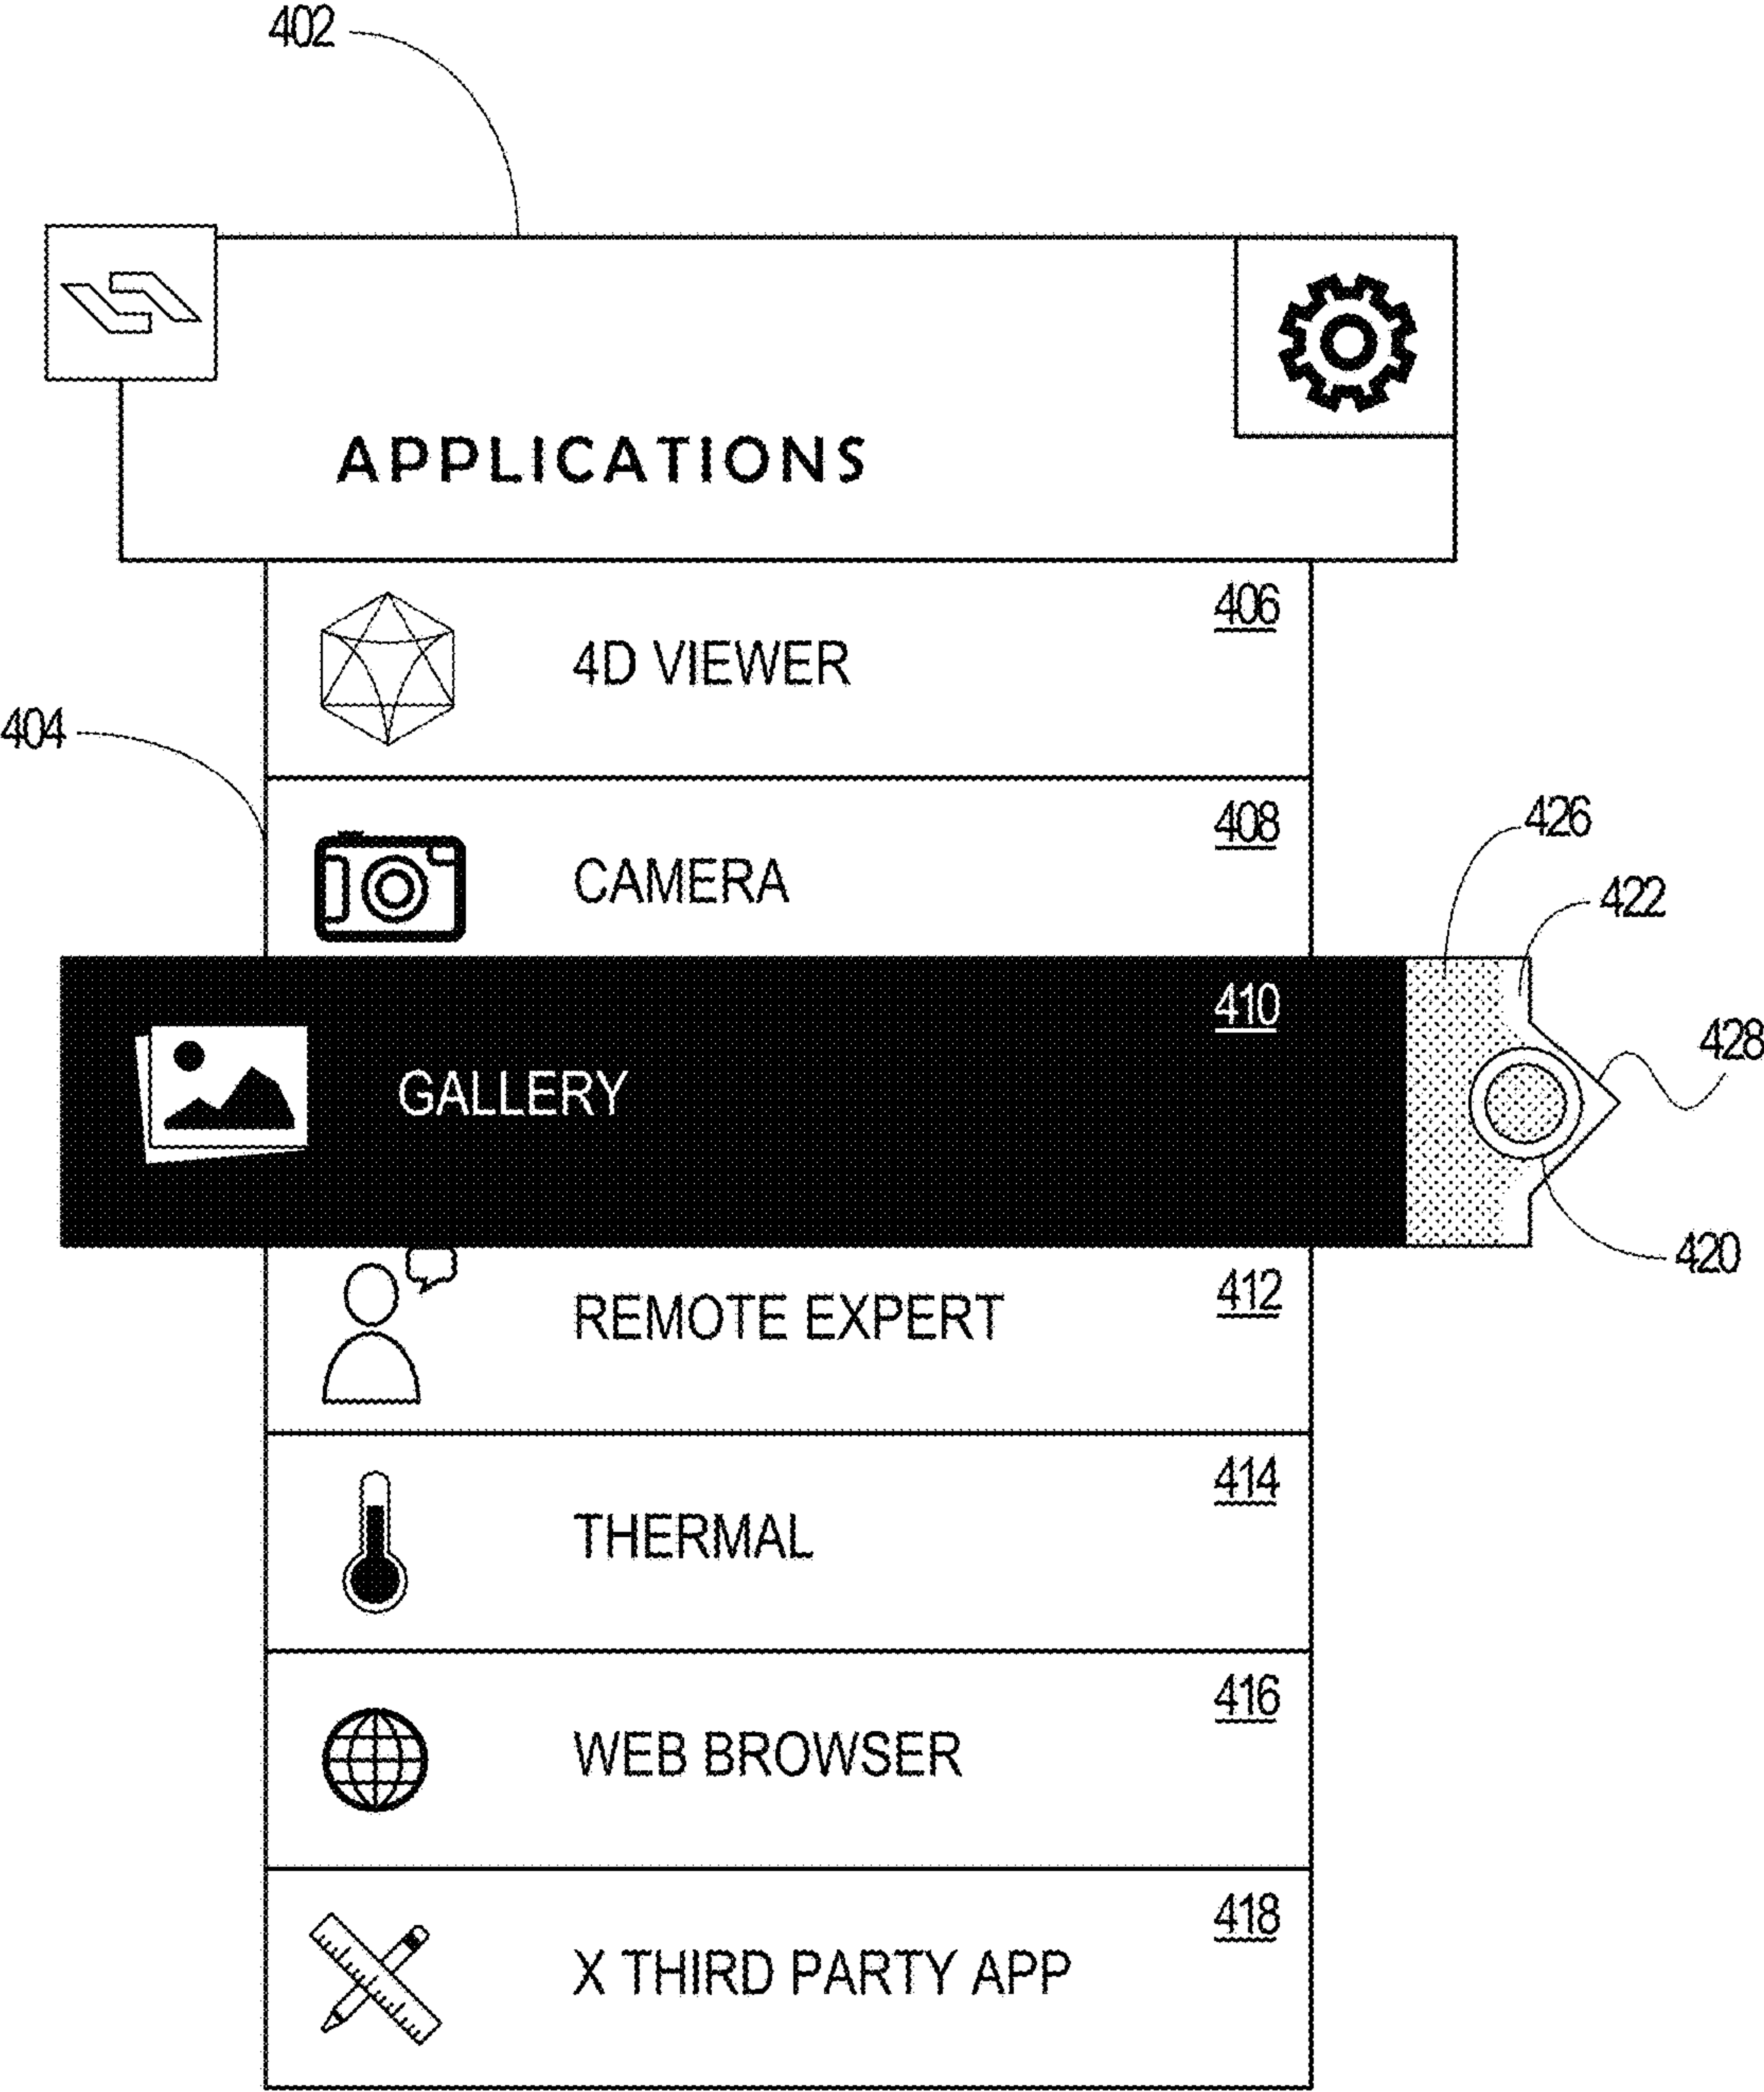 402
APPLICATIONS
406
4D VIEWER
404
408
CAMERA
426
422
410
GALLERY
428
420
412
REMOTE EXPERT
414
THERMAL
416
WEB BROWSER
418
X THIRD PARTY APP